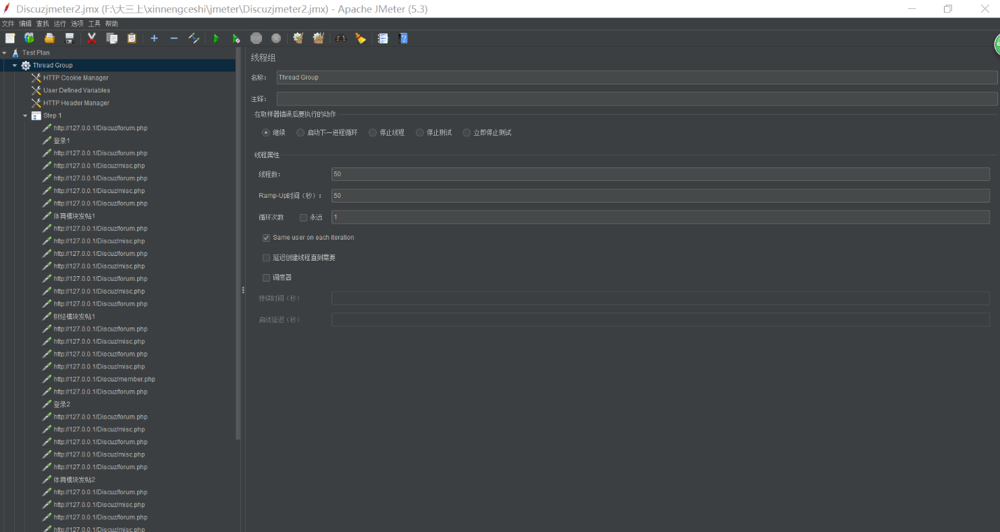 Discuzjmeter2.jmx (F:\大三上\xinnengceshi\jmeter\Discuzjmeter2.jmx) - Apache JMeter (5.3)
文件 编辑 查找 运行 选项 工具 帮助
Test Plan
Thread Group
HTTP Cookie Manager
User Defined Variables
HTTP Header Manager
Step 1
http://127.0.0.1/Discuz/forum.php
登录1
http://127.0.0.1/Discuz/forum.php
http://127.0.0.1/Discuz/misc.php
http://127.0.0.1/Discuz/forum.php
http://127.0.0.1/Discuz/misc.php
http://127.0.0.1/Discuz/forum.php
体育模块发帖1
http://127.0.0.1/Discuz/forum.php
http://127.0.0.1/Discuz/misc.php
http://127.0.0.1/Discuz/forum.php
http://127.0.0.1/Discuz/misc.php
http://127.0.0.1/Discuz/forum.php
http://127.0.0.1/Discuz/misc.php
http://127.0.0.1/Discuz/forum.php
财经模块发帖1
http://127.0.0.1/Discuz/forum.php
http://127.0.0.1/Discuz/misc.php
http://127.0.0.1/Discuz/forum.php
http://127.0.0.1/Discuz/misc.php
http://127.0.0.1/Discuz/member.php
http://127.0.0.1/Discuz/forum.php
登录2
http://127.0.0.1/Discuz/forum.php
http://127.0.0.1/Discuz/misc.php
http://127.0.0.1/Discuz/forum.php
http://127.0.0.1/Discuz/misc.php
http://127.0.0.1/Discuz/forum.php
体育模块发帖2
http://127.0.0.1/Discuz/forum.php
http://127.0.0.1/Discuz/misc.php
http://127.0.0.1/Discuz/forum.php
http://127.0.0.1/Discuz/misc.php
线程组
名称： Thread Group
注释：
在取样器错误后要执行的动作
继续 启动下一进程循环 停止线程 停止测试 立即停止测试
线程属性
线程数： 50
Ramp-Up时间（秒）： 50
循环次数 永远 1
Same user on each iteration
延迟创建线程直到需要
调度器
持续时间（秒）
启动延迟（秒）